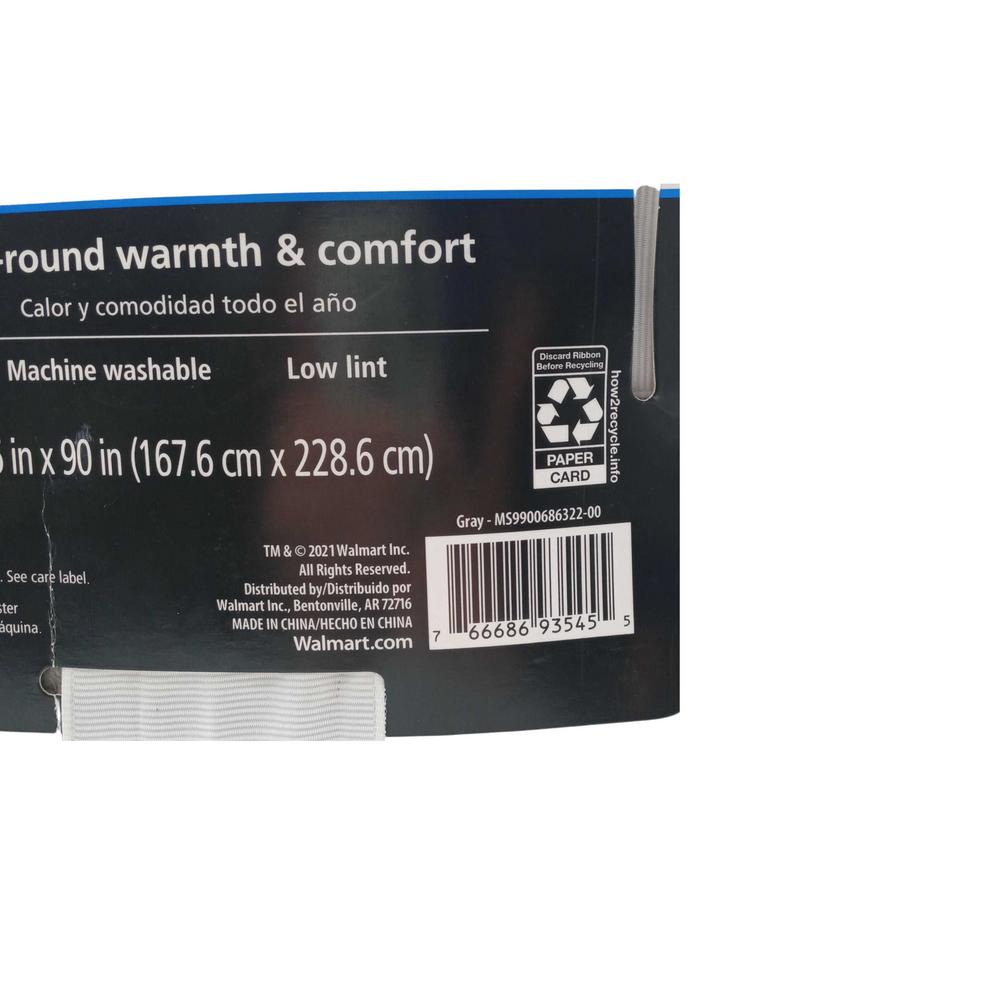 -round warmth & comfort
Calor y comodidad todo el año
Machine washable Low lint
in x 90 in (167.6 cm x 228.6 cm)
Discard Ribbon
Before Recycling
how2recycle.info
PAPER
CARD
Gray - MS9900686322-00
. See care label.
TM & © 2021 Walmart Inc.
All Rights Reserved.
Distributed by/Distribuido por
Walmart Inc., Bentonville, AR 72716
MADE IN CHINA/HECHO EN CHINA
Walmart.com
ster
áquina.
7 66686 93545 5